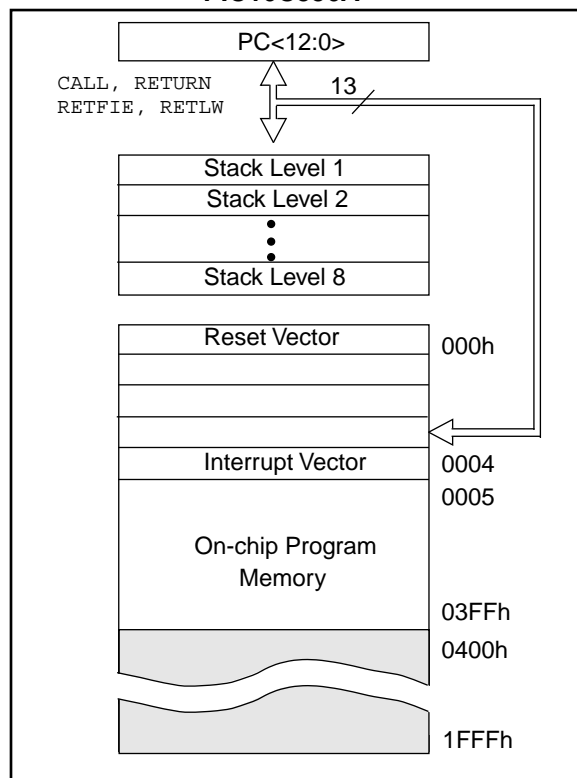 PC<12:0>
CALL, RETURN
RETFIE, RETLW
13
Stack Level 1
Stack Level 2
Stack Level 8
Reset Vector
000h
Interrupt Vector
0004
0005
On-chip Program
Memory
03FFh
0400h
1FFFh